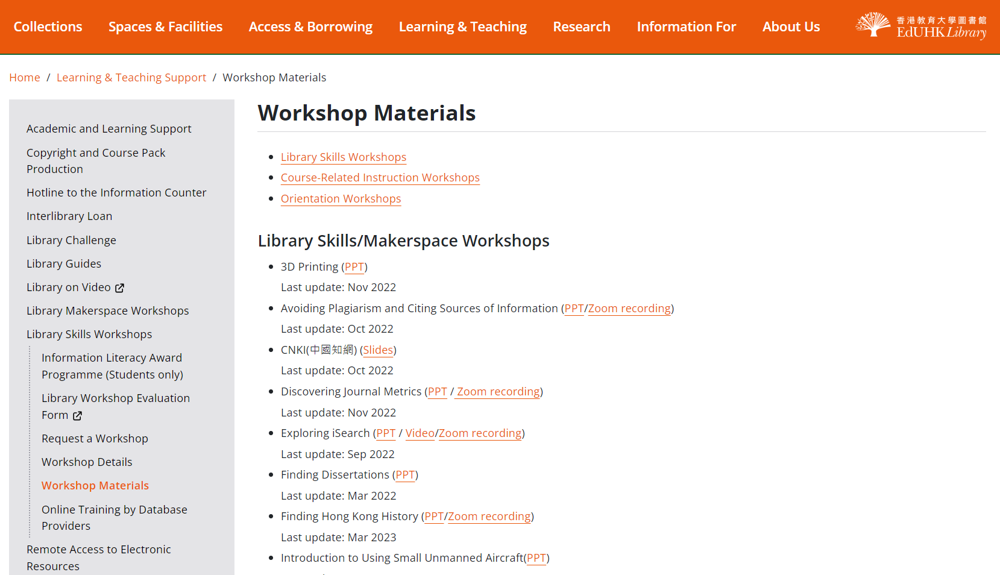 Collections Spaces & Facilities Access & Borrowing Learning & Teaching Research Information For About Us
香港教育大學圖書館
EdUHK Library
Home / Learning & Teaching Support / Workshop Materials
Academic and Learning Support
Copyright and Course Pack
Production
Hotline to the Information Counter
Interlibrary Loan
Library Challenge
Library Guides
Library on Video
Library Makerspace Workshops
Library Skills Workshops
Information Literacy Award
Programme (Students only)
Library Workshop Evaluation
Form
Request a Workshop
Workshop Details
Workshop Materials
Online Training by Database
Providers
Remote Access to Electronic
Resources
Workshop Materials
• Library Skills Workshops
• Course-Related Instruction Workshops
• Orientation Workshops
Library Skills/Makerspace Workshops
• 3D Printing (PPT)
Last update: Nov 2022
• Avoiding Plagiarism and Citing Sources of Information (PPT/Zoom recording)
Last update: Oct 2022
• CNKI(中國知網) (Slides)
Last update: Oct 2022
• Discovering Journal Metrics (PPT / Zoom recording)
Last update: Nov 2022
• Exploring iSearch (PPT / Video/Zoom recording)
Last update: Sep 2022
• Finding Dissertations (PPT)
Last update: Mar 2022
• Finding Hong Kong History (PPT/Zoom recording)
Last update: Mar 2023
• Introduction to Using Small Unmanned Aircraft(PPT)